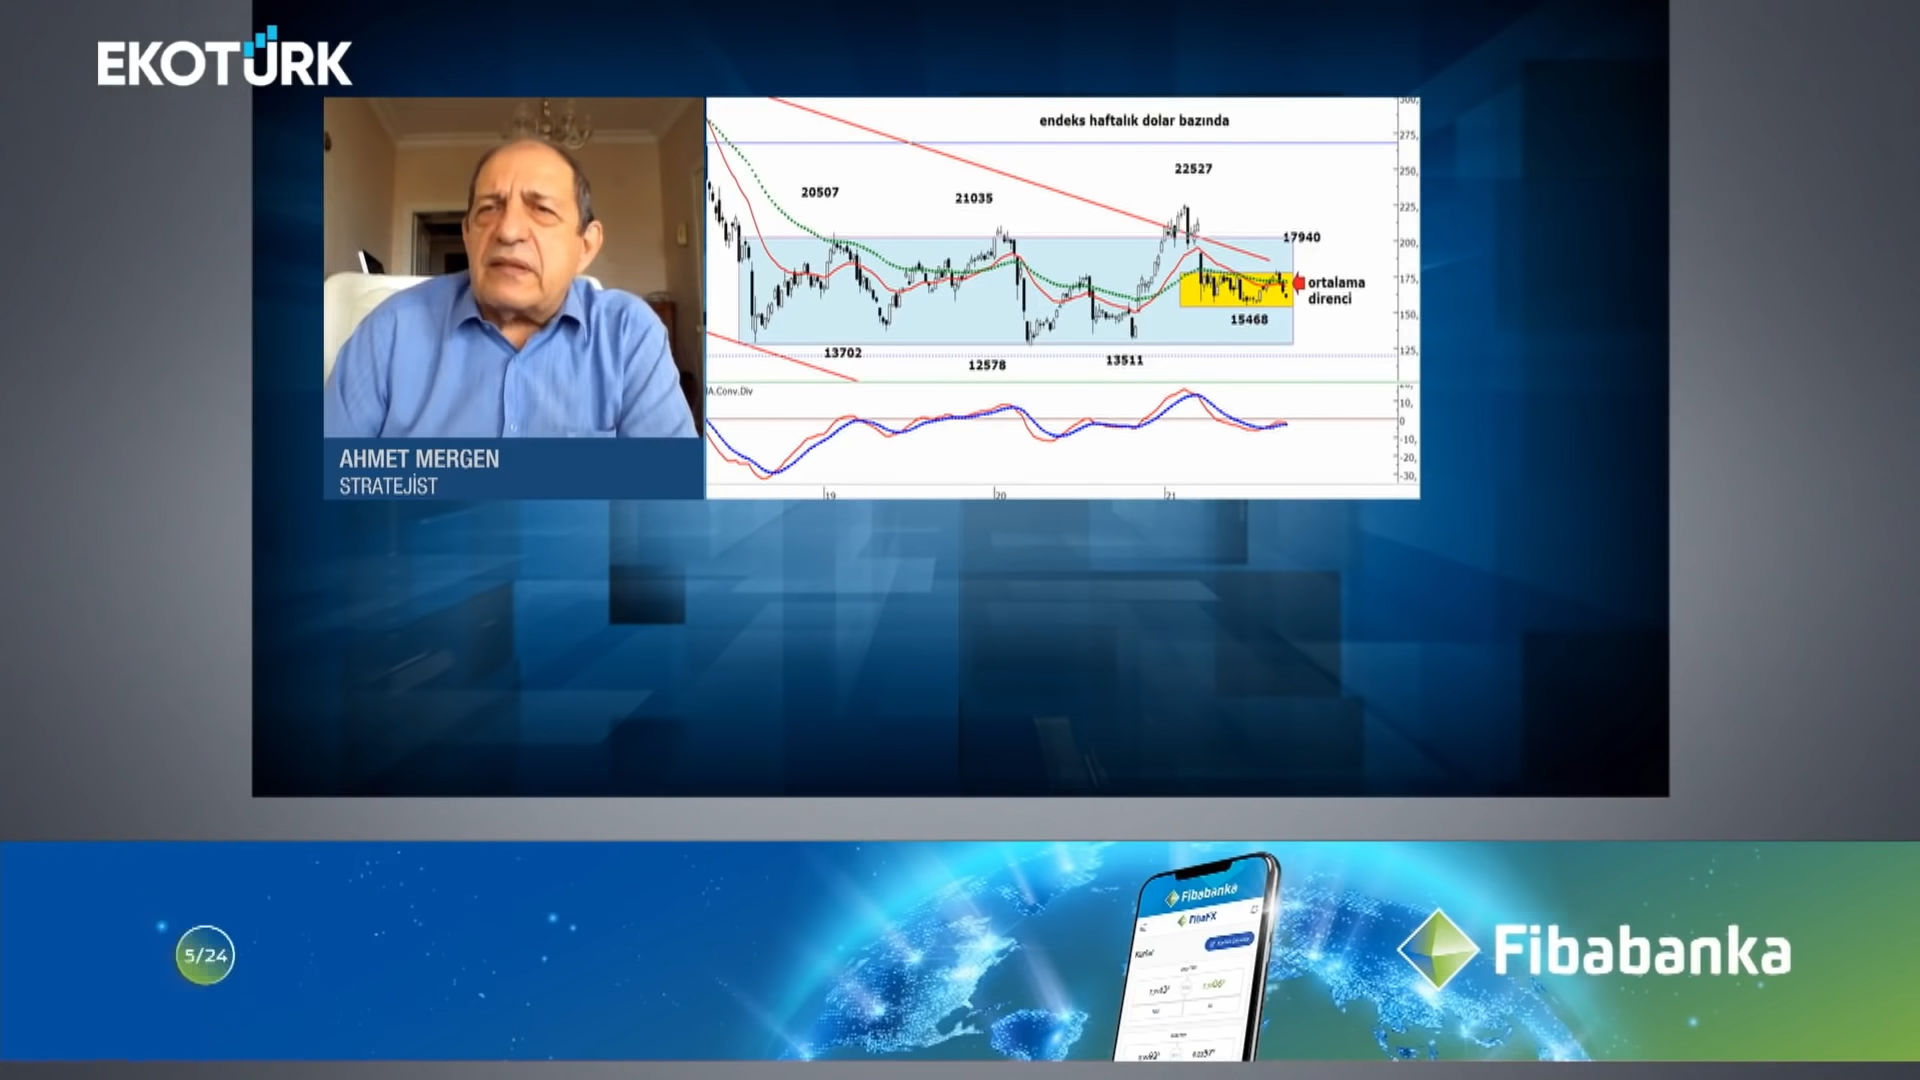 EKOTÜRK
endeks haftalık dolar bazında
300,
275,
250,
225,
200,
175,
150,
125,
20507
21035
22527
17940
ortalama
direnci
15468
13702
12578
13511
10,
0
-10,
-20,
-30,
19
20
21
AHMET MERGEN
STRATEJİST
5/24
Fibabanka
FibaFX
Kurlar
Fibabanka